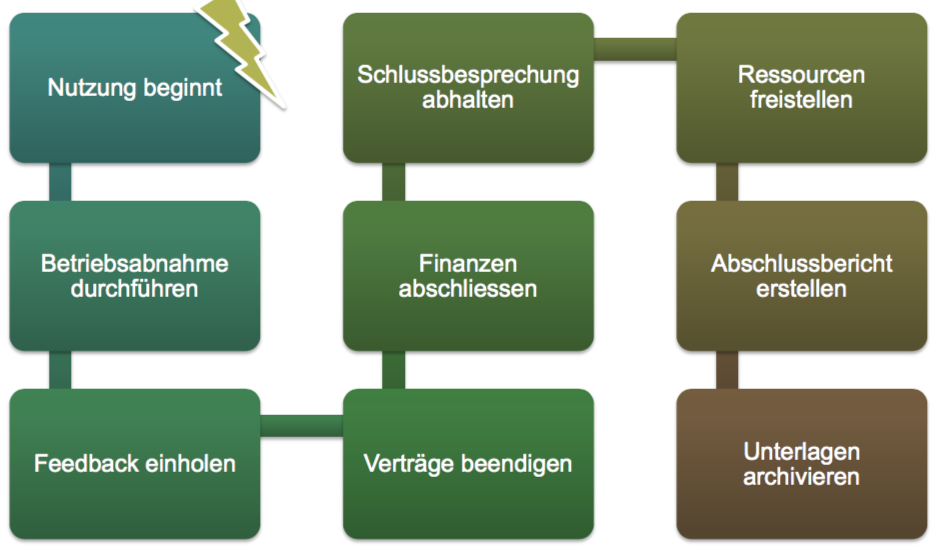 Nutzung beginnt
Betriebsabnahme
durchführen
Feedback einholen
Verträge beendigen
Finanzen
abschliessen
Schlussbesprechung
abhalten
Ressourcen
freistellen
Abschlussbericht
erstellen
Unterlagen
archivieren